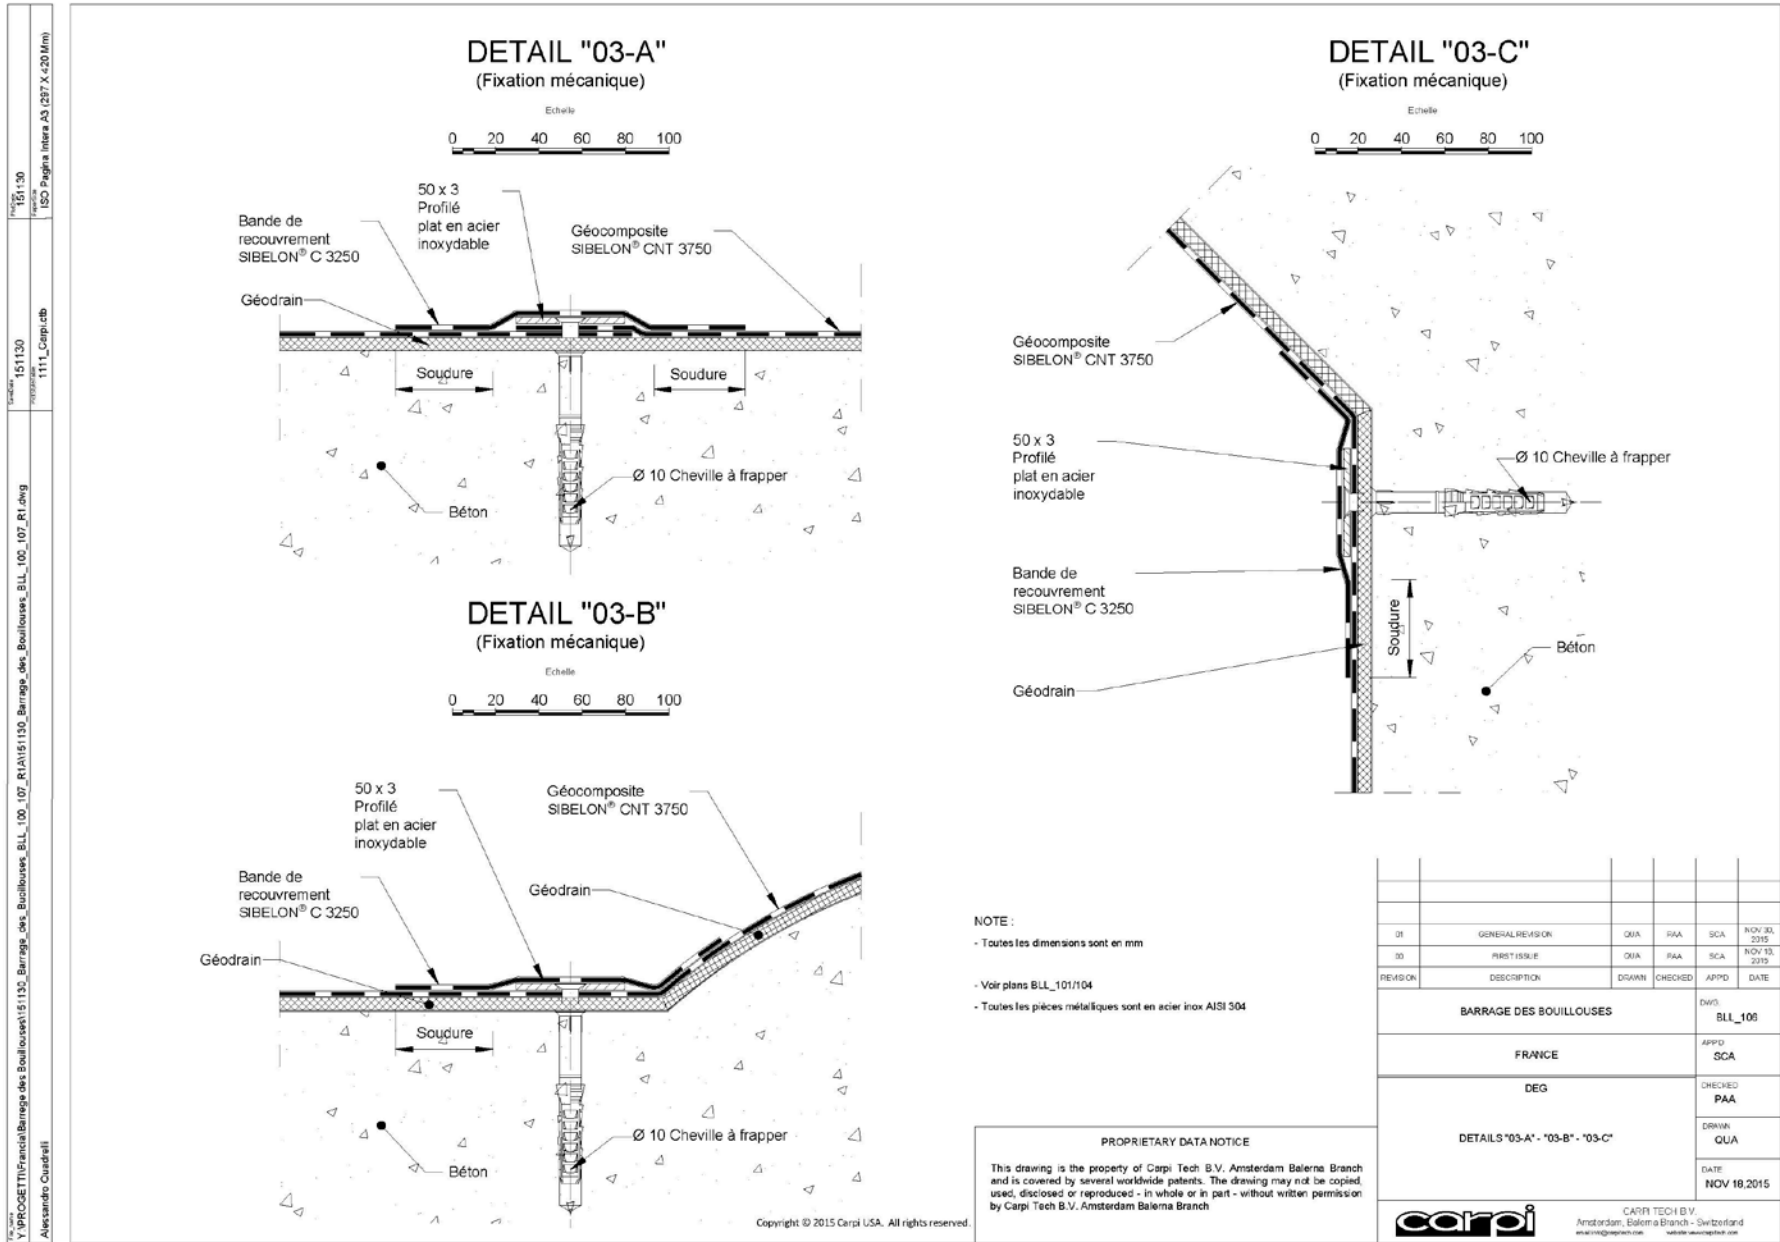 DETAIL "03-A"
(Fixation mécanique)
Echelle
0 20 40 60 80 100
50 x 3
Profilé
plat en acier
inoxydable
Bande de
recouvrement
SIBELON® C 3250
Géocomposite
SIBELON® CNT 3750
Géodrain
Soudure
Soudure
Ø 10 Cheville à frapper
Béton
DETAIL "03-B"
(Fixation mécanique)
Echelle
0 20 40 60 80 100
50 x 3
Profilé
plat en acier
inoxydable
Géocomposite
SIBELON® CNT 3750
Bande de
recouvrement
SIBELON® C 3250
Géodrain
Géodrain
Soudure
Ø 10 Cheville à frapper
Béton
DETAIL "03-C"
(Fixation mécanique)
Echelle
0 20 40 60 80 100
Géocomposite
SIBELON® CNT 3750
50 x 3
Profilé
plat en acier
inoxydable
Ø 10 Cheville à frapper
Bande de
recouvrement
SIBELON® C 3250
Soudure
Béton
Géodrain
NOTE :
- Toutes les dimensions sont en mm
- Voir plans BLL_101/104
- Toutes les pièces métalliques sont en acier inox AISI 304
01 GENERAL REVISION QUA PAA SCA NOV 30, 2015
00 FIRST ISSUE QUA PAA SCA NOV 18, 2015
REVISION DESCRIPTION DRAWN CHECKED APP'D DATE
BARRAGE DES BOUILLOUSES
DWG.
BLL_106
FRANCE
APP'D
SCA
DEG
CHECKED
PAA
DETAILS "03-A" - "03-B" - "03-C"
DRAWN
QUA
DATE
NOV 18,2015
PROPRIETARY DATA NOTICE
This drawing is the property of Carpi Tech B.V. Amsterdam Balerna Branch
and is covered by several worldwide patents. The drawing may not be copied,
used, disclosed or reproduced - in whole or in part - without written permission
by Carpi Tech B.V. Amsterdam Balerna Branch
Copyright © 2015 Carpi USA. All rights reserved.
carpi
CARPI TECH B.V.
Amsterdam, Balerna Branch - Switzerland
151130
ISO Pagina Intera A3 (297 X 420 Mm)
151130
1111_Carpi.ctb
Y:\PROGETTI\Francia\Barrege des Bouillouses\151130_Barrage_des_Bouillouses_BLL_100_107_R1A\151130_Barrage_des_Bouillouses_BLL_100_107_R1.dwg
Alessandro Quadrelli